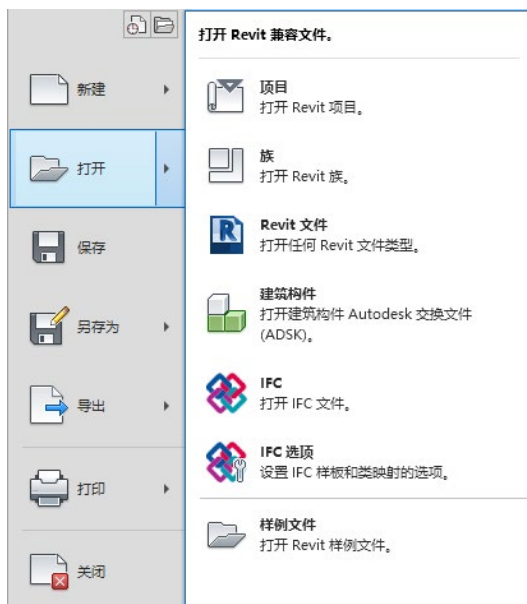 打开 Revit 兼容文件。
新建
打开
保存
另存为
导出
打印
关闭
项目
打开 Revit 项目。
族
打开 Revit 族。
Revit 文件
打开任何 Revit 文件类型。
建筑构件
打开建筑构件 Autodesk 交换文件
(ADSK)。
IFC
打开 IFC 文件。
IFC 选项
设置 IFC 样板和类映射的选项。
样例文件
打开 Revit 样例文件。